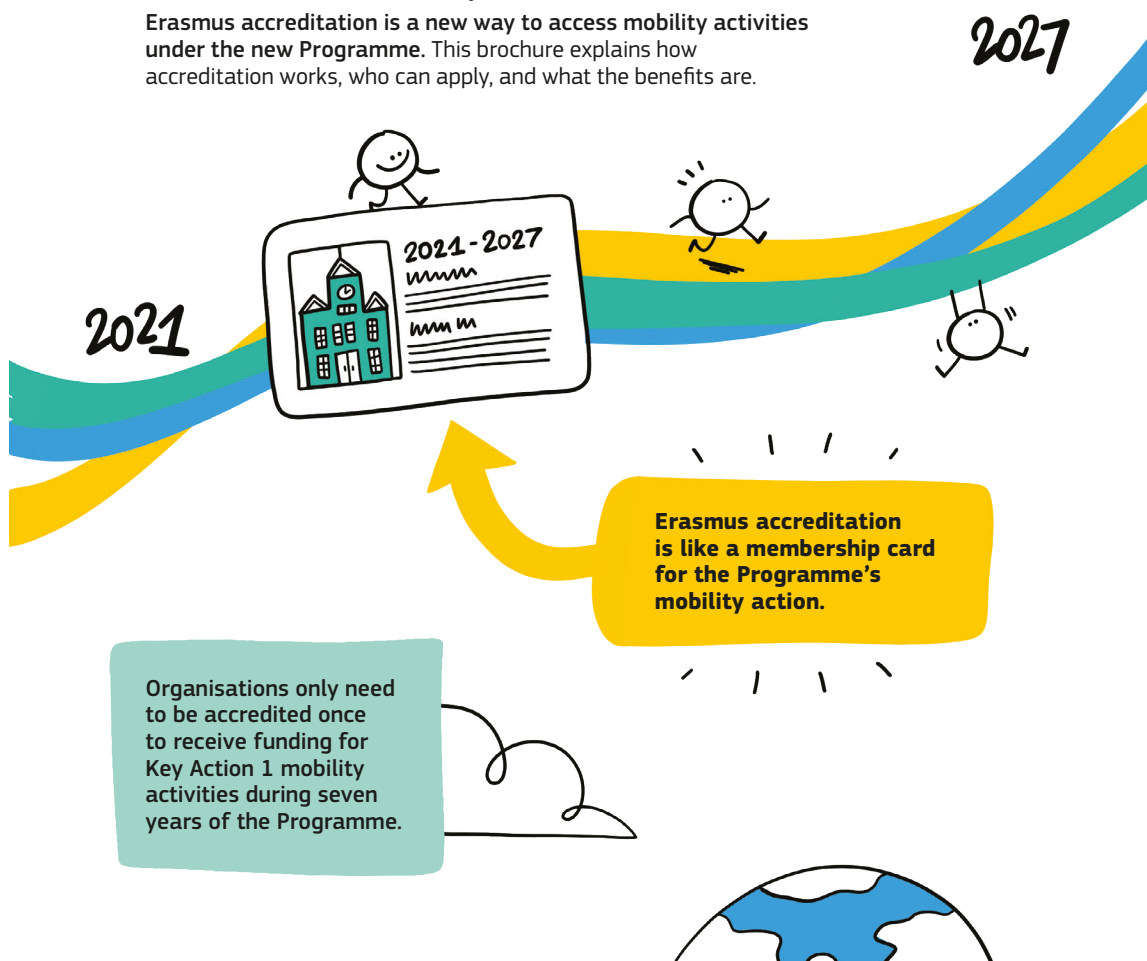 Erasmus accreditation is a new way to access mobility activities
under the new Programme. This brochure explains how
accreditation works, who can apply, and what the benefits are.
2027
2021-2027
2021
Erasmus accreditation
is like a membership card
for the Programme's
mobility action.
Organisations only need
to be accredited once
to receive funding for
Key Action 1 mobility
activities during seven
years of the Programme.